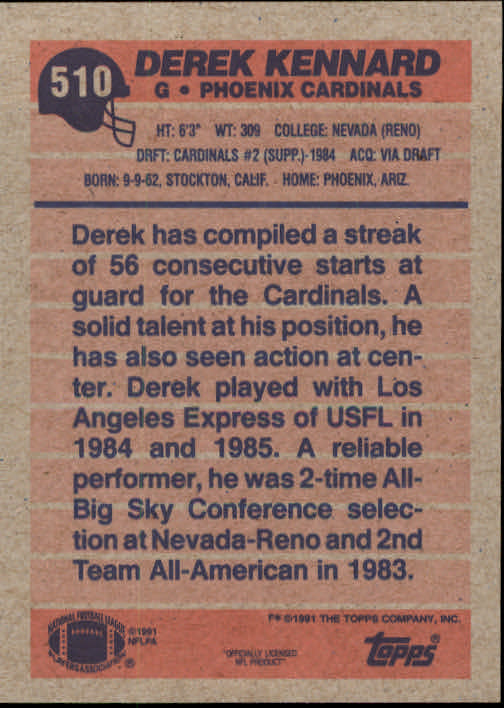 510
DEREK KENNARD
G • PHOENIX CARDINALS
HT: 6'3" WT: 309 COLLEGE: NEVADA (RENO)
DRFT: CARDINALS #2 (SUPP.)-1984 ACQ: VIA DRAFT
BORN: 9-9-62, STOCKTON, CALIF. HOME: PHOENIX, ARIZ.
Derek has compiled a streak
of 56 consecutive starts at
guard for the Cardinals. A
solid talent at his position, he
has also seen action at cen-
ter. Derek played with Los
Angeles Express of USFL in
1984 and 1985. A reliable
performer, he was 2-time All-
Big Sky Conference selec-
tion at Nevada-Reno and 2nd
Team All-American in 1983.
NATIONAL FOOTBALL LEAGUE
PLAYERS ASSOCIATION
®
©1991
NFLPA
"OFFICIALLY LICENSED
NFL PRODUCT"
F* ©1991 THE TOPPS COMPANY, INC.
topps®